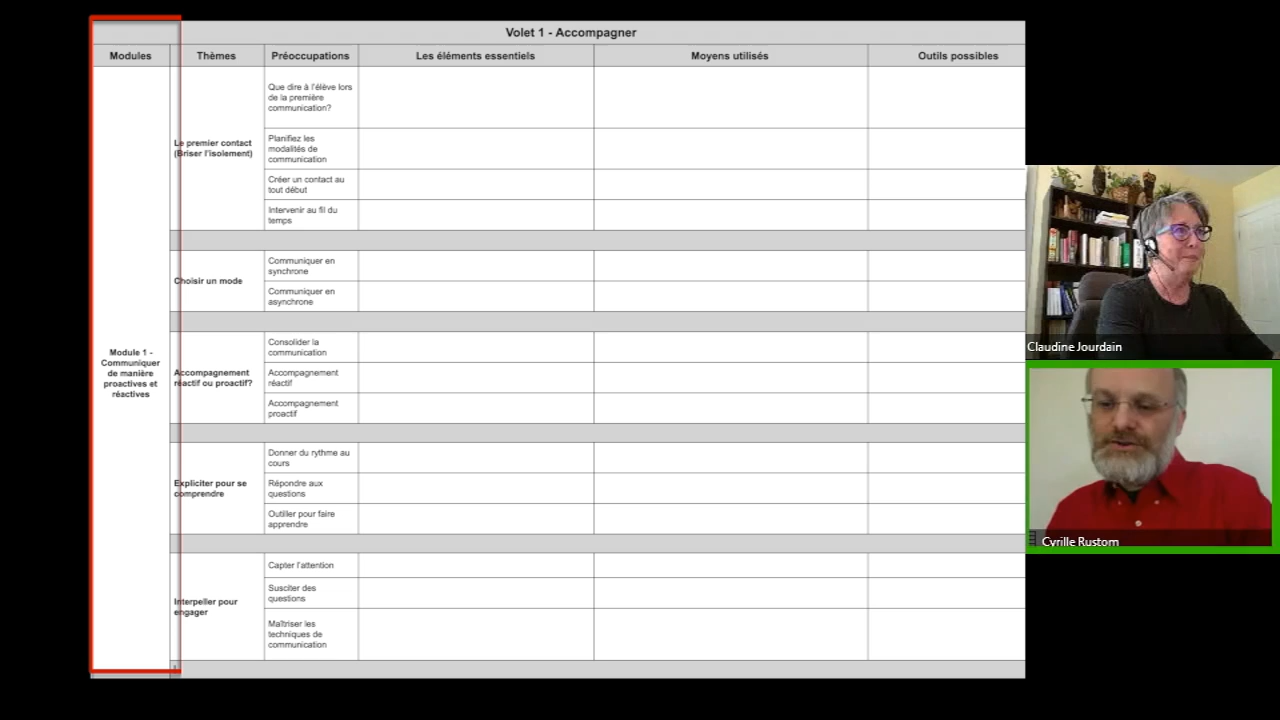 Volet 1 - Accompagner
Modules
Thèmes
Préoccupations
Les éléments essentiels
Moyens utilisés
Outils possibles
Module 1 -
Communiquer
de manière
proactives et
réactives
Le premier contact
(Briser l'isolement)
Que dire à l'élève lors
de la première
communication?
Planifiez les
modalités de
communication
Créer un contact au
tout début
Intervenir au fil du
temps
Choisir un mode
Communiquer en
synchrone
Communiquer en
asynchrone
Accompagnement
réactif ou proactif?
Consolider la
communication
Accompagnement
réactif
Accompagnement
proactif
Expliciter pour se
comprendre
Donner du rythme au
cours
Répondre aux
questions
Outiller pour faire
apprendre
Interpeller pour
engager
Capter l'attention
Susciter des
questions
Maîtriser les
techniques de
communication
Claudine Jourdain
Cyrille Rustom